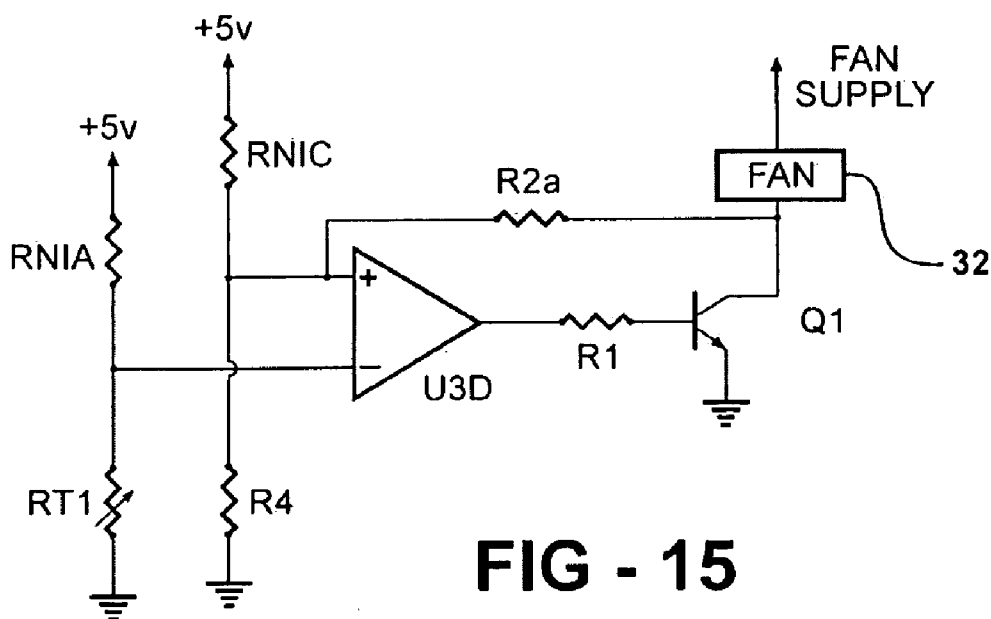 +5v
FAN
SUPPLY
+5v
RNIC
R2a
FAN
RNIA
32
+
Q1
R1
−
U3D
RT1
R4
FIG - 15